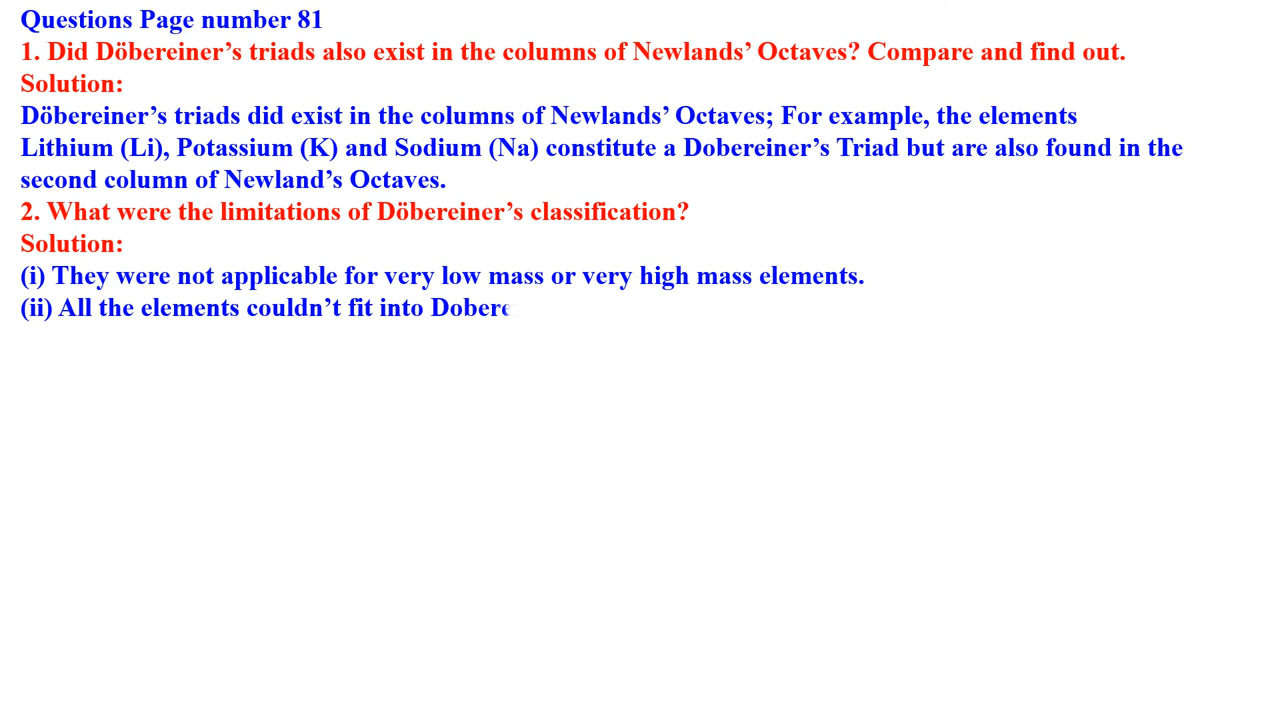 Questions Page number 81
1. Did Döbereiner’s triads also exist in the columns of Newlands’ Octaves? Compare and find out.
Solution:
Döbereiner’s triads did exist in the columns of Newlands’ Octaves; For example, the elements
Lithium (Li), Potassium (K) and Sodium (Na) constitute a Dobereiner’s Triad but are also found in the
second column of Newland’s Octaves.
2. What were the limitations of Döbereiner’s classification?
Solution:
(i) They were not applicable for very low mass or very high mass elements.
(ii) All the elements couldn’t fit into Dobere